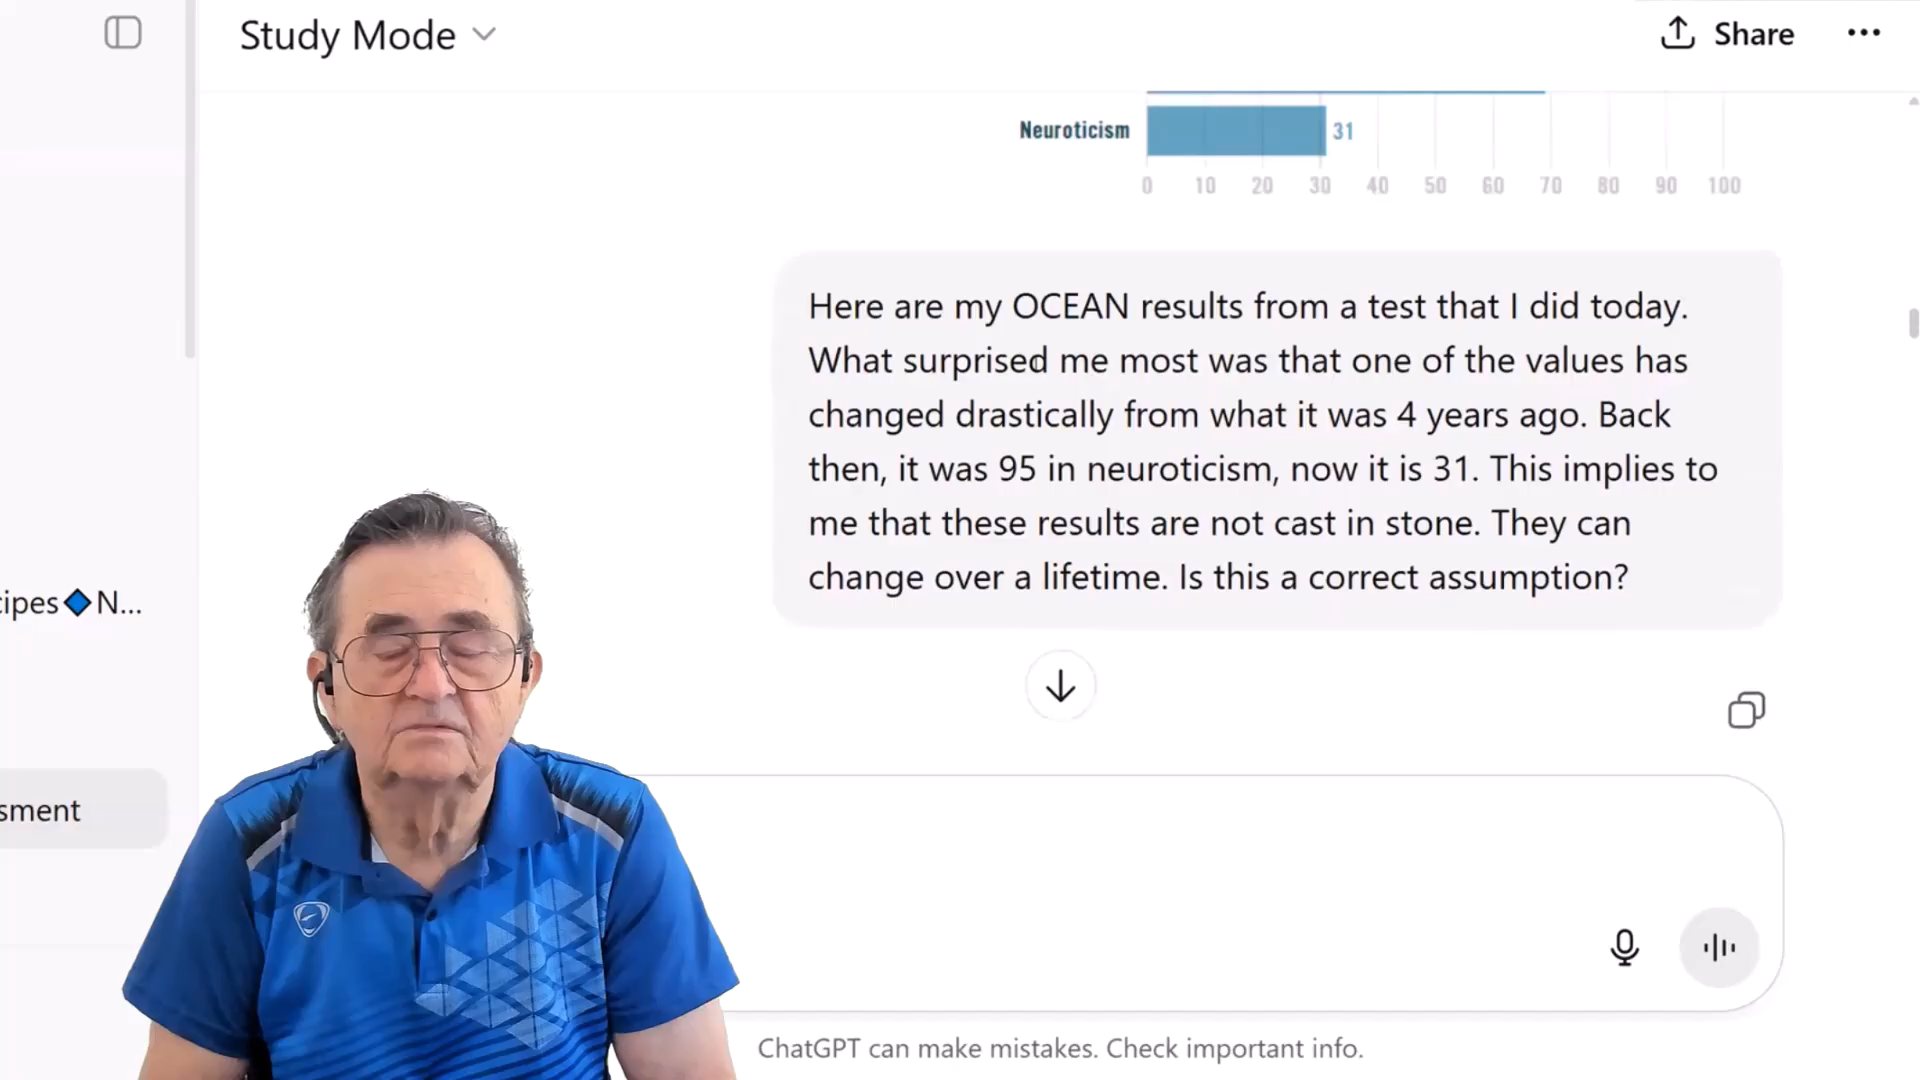 Study Mode
Share
Neuroticism 31
0 10 20 30 40 50 60 70 80 90 100
Here are my OCEAN results from a test that I did today.
What surprised me most was that one of the values has
changed drastically from what it was 4 years ago. Back
then, it was 95 in neuroticism, now it is 31. This implies to
me that these results are not cast in stone. They can
change over a lifetime. Is this a correct assumption?
ipes🔷N...
sment
ChatGPT can make mistakes. Check important info.